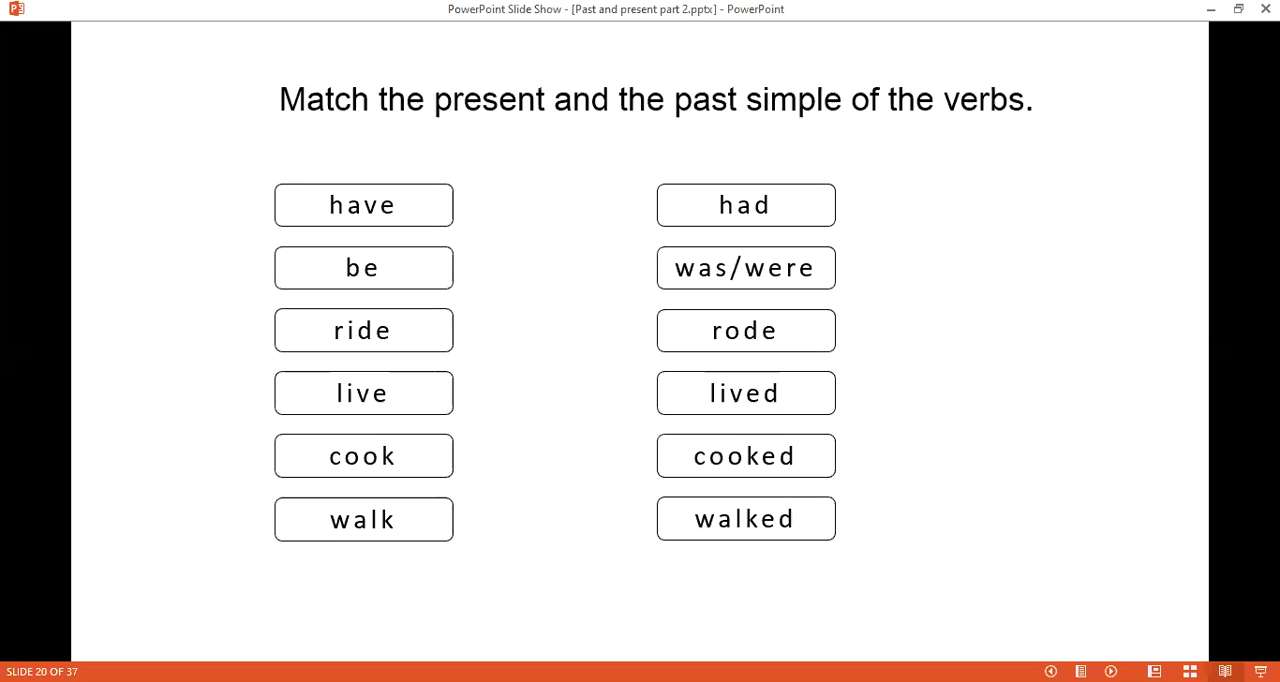 PowerPoint Slide Show - [Past and present part 2.pptx] - PowerPoint
Match the present and the past simple of the verbs.
have had
be was/were
ride rode
live lived
cook cooked
walk walked
SLIDE 20 OF 37